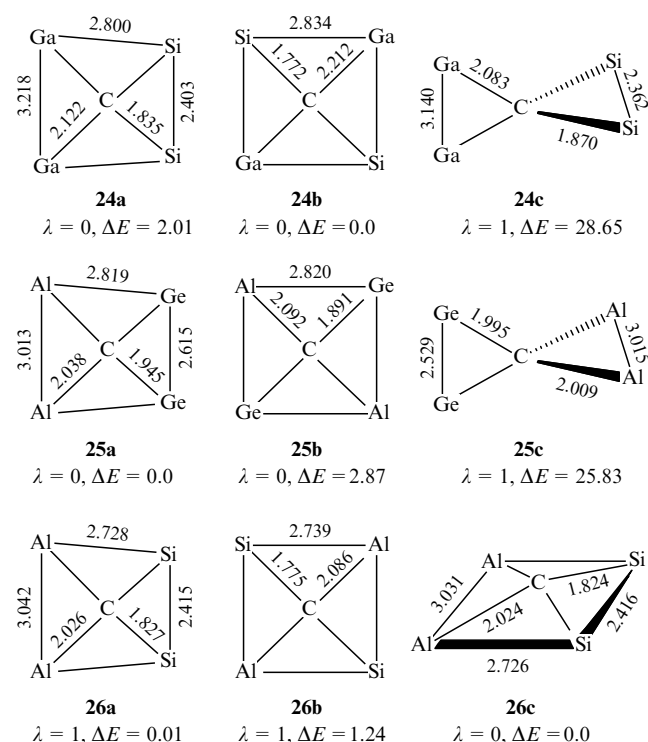 Ga 2.800 Si
3.218 2.122 C 1.835 2.403
Ga Si
24a
λ = 0, ΔE = 2.01
Si 2.834 Ga
1.772 2.212
C
Ga Si
24b
λ = 0, ΔE = 0.0
Ga 2.083 Si
3.140 C 2.362
Ga 1.870 Si
24c
λ = 1, ΔE = 28.65
Al 2.819 Ge
3.013 2.038 C 1.945 2.615
Al Ge
25a
λ = 0, ΔE = 0.0
Al 2.820 Ge
2.092 1.891
C
Ge Al
25b
λ = 0, ΔE = 2.87
Ge 1.995 Al
2.529 C 3.015
Ge 2.009 Al
25c
λ = 1, ΔE = 25.83
Al 2.728 Si
3.042 2.026 C 1.827 2.415
Al Si
26a
λ = 1, ΔE = 0.01
Si 2.739 Al
1.775 2.086
C
Al Si
26b
λ = 1, ΔE = 1.24
Al Si
3.031 C 1.824
2.024 2.416
Al Si
2.726
26c
λ = 0, ΔE = 0.0